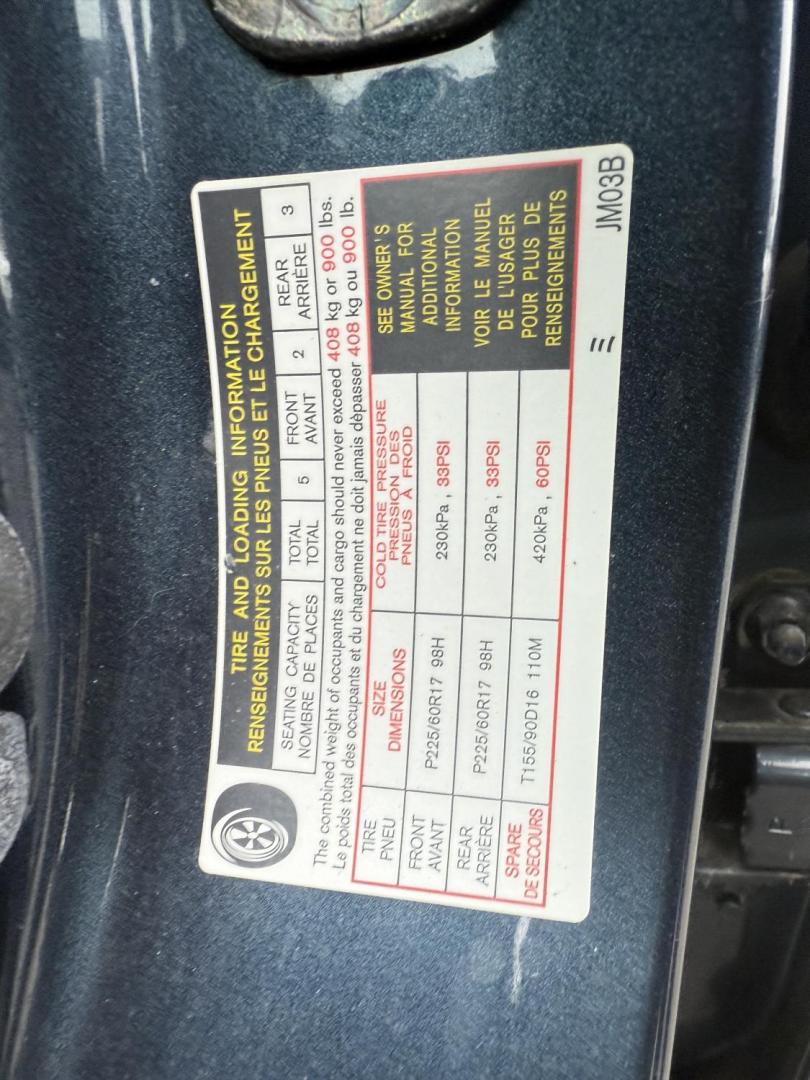 TIRE AND LOADING INFORMATION
RENSEIGNEMENTS SUR LES PNEUS ET LE CHARGEMENT
SEATING CAPACITY TOTAL 5 FRONT 2 REAR 3
NOMBRE DE PLACES TOTAL AVANT ARRIÈRE
The combined weight of occupants and cargo should never exceed 408 kg or 900 lbs.
Le poids total des occupants et du chargement ne doit jamais dépasser 408 kg ou 900 lb.
TIRE
PNEU
SIZE
DIMENSIONS
COLD TIRE PRESSURE
PRESSION DES
PNEUS À FROID
FRONT
AVANT
P225/60R17 98H
230kPa, 33PSI
REAR
ARRIÈRE
P225/60R17 98H
230kPa, 33PSI
SPARE
DE SECOURS
T155/90D16 110M
420kPa, 60PSI
SEE OWNER'S
MANUAL FOR
ADDITIONAL
INFORMATION
VOIR LE MANUEL
DE L'USAGER
POUR PLUS DE
RENSEIGNEMENTS
JM03B